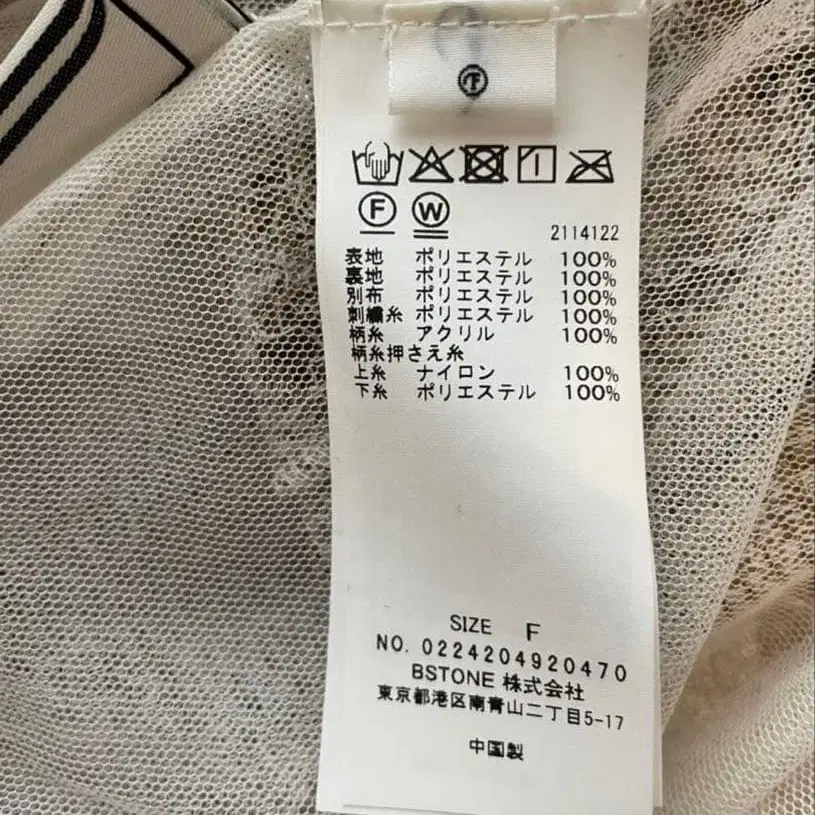 F
F W
2114122
表地 ポリエステル 100%
裏地 ポリエステル 100%
別布 ポリエステル 100%
刺繍糸 ポリエステル 100%
柄糸 アクリル 100%
柄糸押さえ糸
上糸 ナイロン 100%
下糸 ポリエステル 100%
SIZE F
NO. 0224204920470
BSTONE 株式会社
東京都港区南青山二丁目5-17
中国製